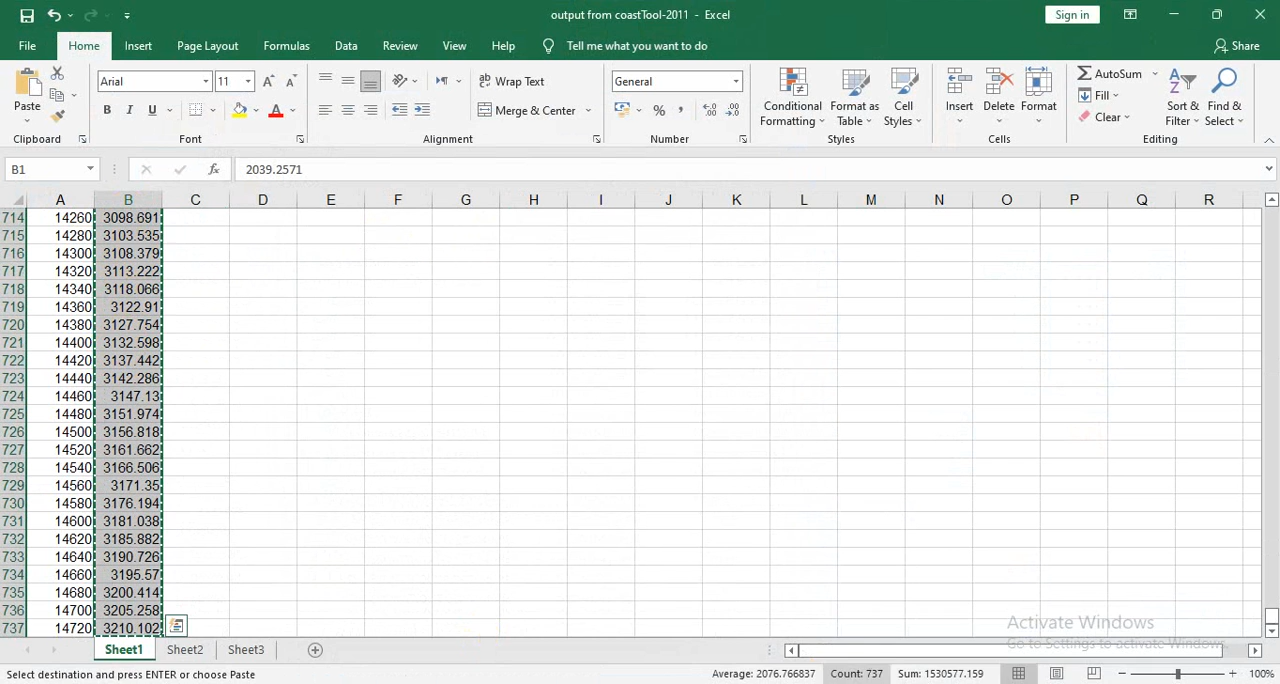 output from coastTool-2011 - Excel
Sign in
File Home Insert Page Layout Formulas Data Review View Help Tell me what you want to do Share
Paste
Clipboard
Arial 11
B I U A
Font
Wrap Text
Merge & Center
Alignment
General
% ,
Number
Conditional Formatting
Format as Table
Cell Styles
Styles
Insert Delete Format
Cells
AutoSum
Fill
Clear
Sort & Filter
Find & Select
Editing
B1 fx 2039.2571
A B C D E F G H I J K L M N O P Q R
714 14260 3098.691
715 14280 3103.535
716 14300 3108.379
717 14320 3113.222
718 14340 3118.066
719 14360 3122.91
720 14380 3127.754
721 14400 3132.598
722 14420 3137.442
723 14440 3142.286
724 14460 3147.13
725 14480 3151.974
726 14500 3156.818
727 14520 3161.662
728 14540 3166.506
729 14560 3171.35
730 14580 3176.194
731 14600 3181.038
732 14620 3185.882
733 14640 3190.726
734 14660 3195.57
735 14680 3200.414
736 14700 3205.258
737 14720 3210.102
Activate Windows
Go to Settings to activate Windows.
Sheet1 Sheet2 Sheet3
Select destination and press ENTER or choose Paste Average: 2076.766837 Count: 737 Sum: 1530577.159 100%